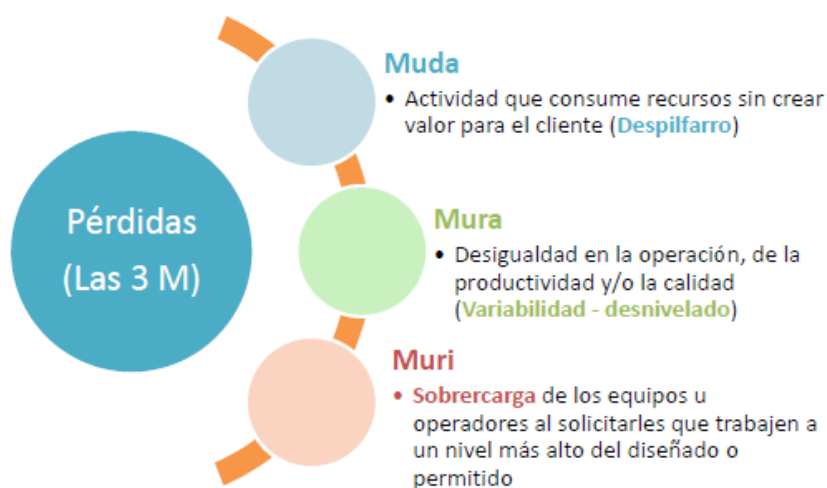 Pérdidas
(Las 3 M)
Muda
• Actividad que consume recursos sin crear
valor para el cliente (Despilfarro)
Mura
• Desigualdad en la operación, de la
productividad y/o la calidad
(Variabilidad - desnivelado)
Muri
• Sobrercarga de los equipos u
operadores al solicitarles que trabajen a
un nivel más alto del diseñado o
permitido